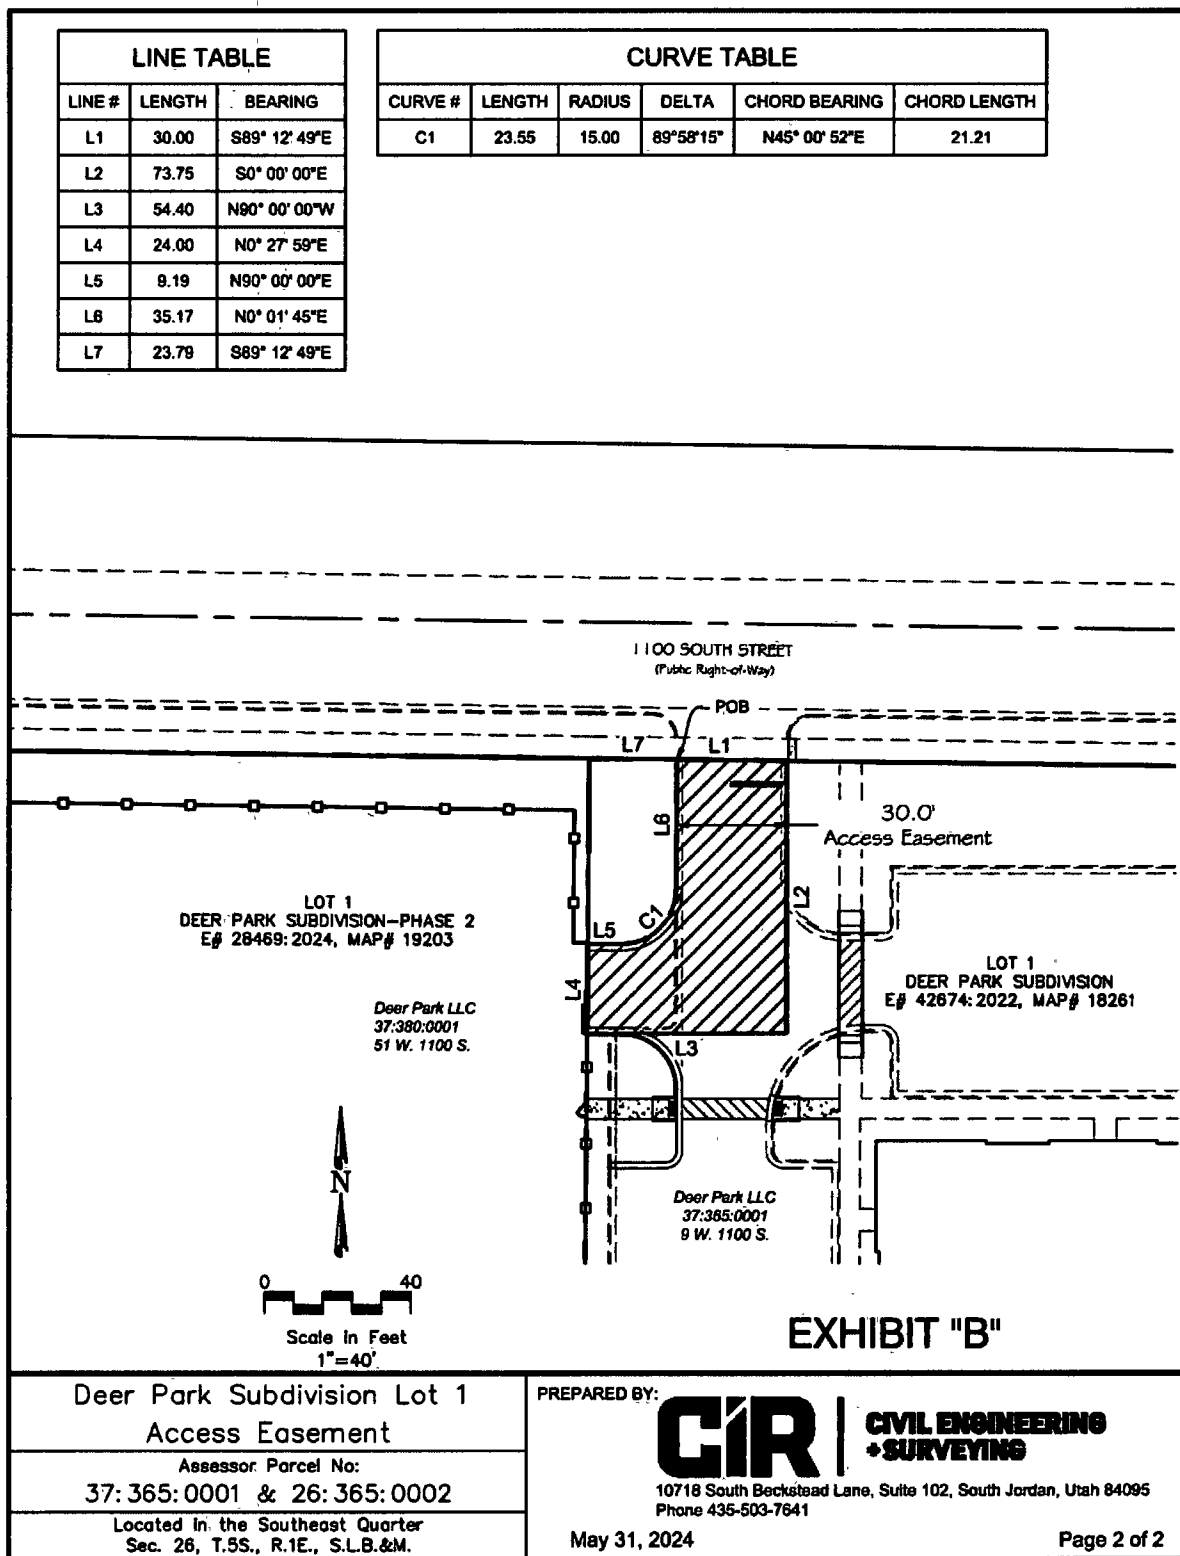 LINE TABLE
LINE # LENGTH BEARING
L1 30.00 S89° 12' 49"E
L2 73.75 S0° 00' 00"E
L3 54.40 N90° 00' 00"W
L4 24.00 N0° 27' 59"E
L5 9.19 N90° 00' 00"E
L6 35.17 N0° 01' 45"E
L7 23.79 S89° 12' 49"E
CURVE TABLE
CURVE # LENGTH RADIUS DELTA CHORD BEARING CHORD LENGTH
C1 23.55 15.00 89°58'15" N45° 00' 52"E 21.21
1100 SOUTH STREET
(Public Right-of-Way)
POB
L7 L1
L6
30.0'
Access Easement
L2
C1
L5
L4
L3
LOT 1
DEER PARK SUBDIVISION-PHASE 2
E# 28469:2024, MAP# 19203
Deer Park LLC
37:380:0001
51 W. 1100 S.
LOT 1
DEER PARK SUBDIVISION
E# 42674:2022, MAP# 18261
Deer Park LLC
37:365:0001
9 W. 1100 S.
N
0 40
Scale in Feet
1"=40'
EXHIBIT "B"
Deer Park Subdivision Lot 1
Access Easement
Assessor Parcel No:
37:365:0001 & 26:365:0002
Located in the Southeast Quarter
Sec. 26, T.5S., R.1E., S.L.B.&M.
PREPARED BY:
CIR
CIVIL ENGINEERING
+SURVEYING
10718 South Beckstead Lane, Suite 102, South Jordan, Utah 84095
Phone 435-503-7641
May 31, 2024
Page 2 of 2